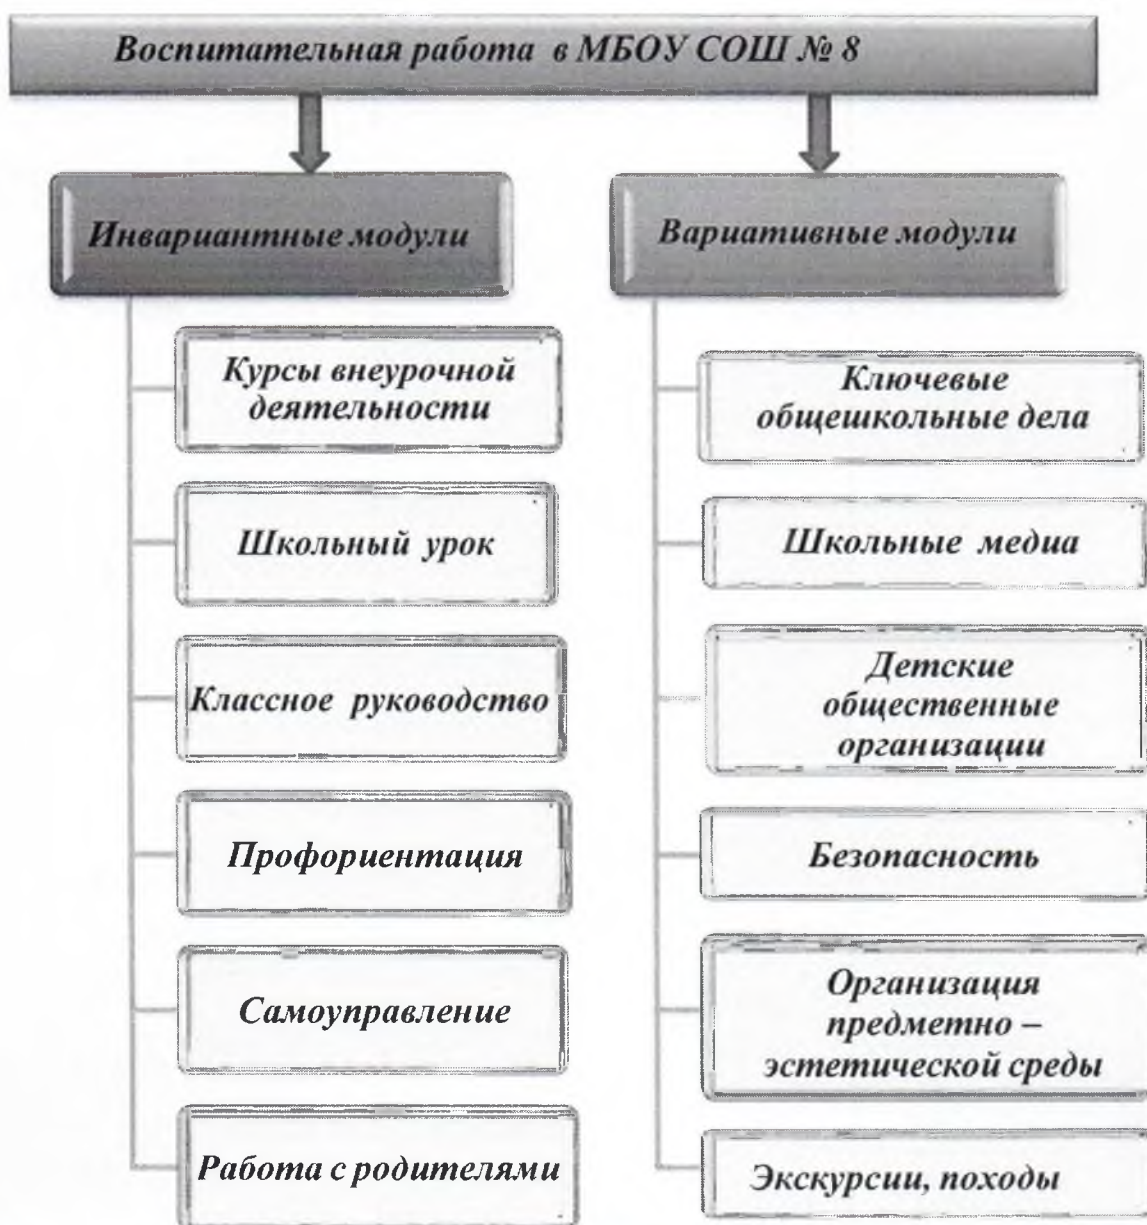 Воспитательная работа в МБОУ СОШ № 8
Инвариантные модули
Курсы внеурочной
деятельности
Школьный урок
Классное руководство
Профориентация
Самоуправление
Работа с родителями
Вариативные модули
Ключевые
общешкольные дела
Школьные медиа
Детские
общественные
организации
Безопасность
Организация
предметно –
эстетической среды
Экскурсии, походы